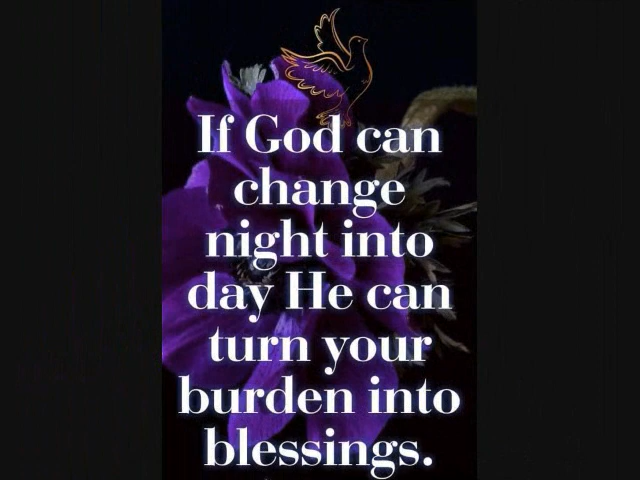 If God can
change
night into
day He can
turn your
burden into
blessings.